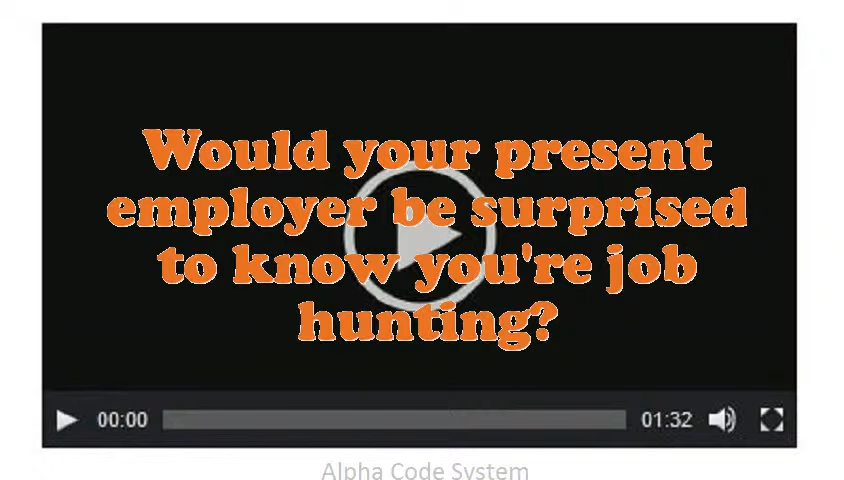 Would your present
employer be surprised
to know you're job
hunting?
00:00
01:32
Alpha Code System